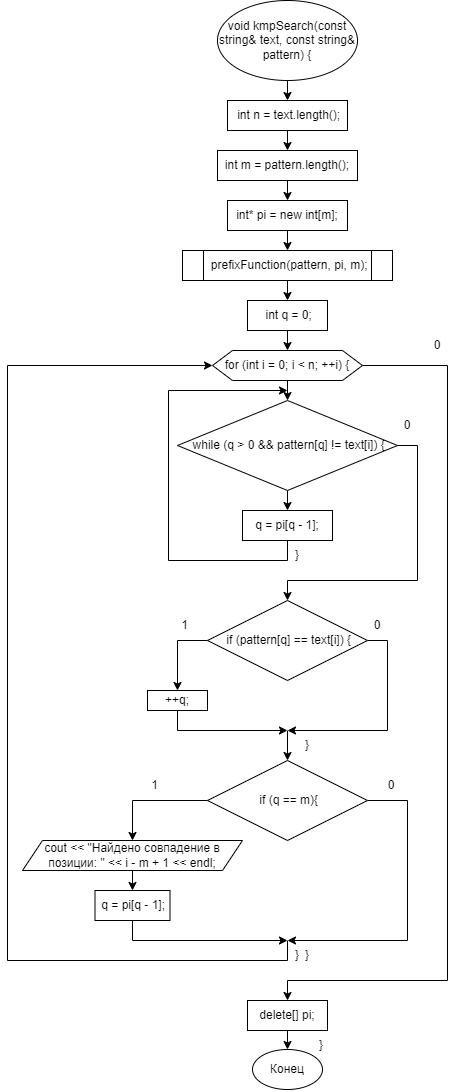 void kmpSearch(const
string& text, const string&
pattern) {
int n = text.length();
int m = pattern.length();
int* pi = new int[m];
prefixFunction(pattern, pi, m);
int q = 0;
0
for (int i = 0; i < n; ++i) {
0
while (q > 0 && pattern[q] != text[i]) {
q = pi[q - 1];
}
1
0
if (pattern[q] == text[i]) {
++q;
}
1
0
if (q == m){
cout << "Найдено совпадение в
позиции: " << i - m + 1 << endl;
q = pi[q - 1];
} }
delete[] pi;
}
Конец